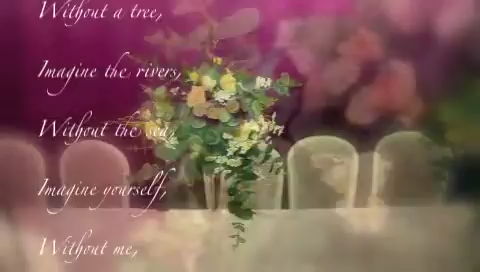 Without a tree,
Imagine the rivers,
Without the sea,
Imagine yourself,
Without me,